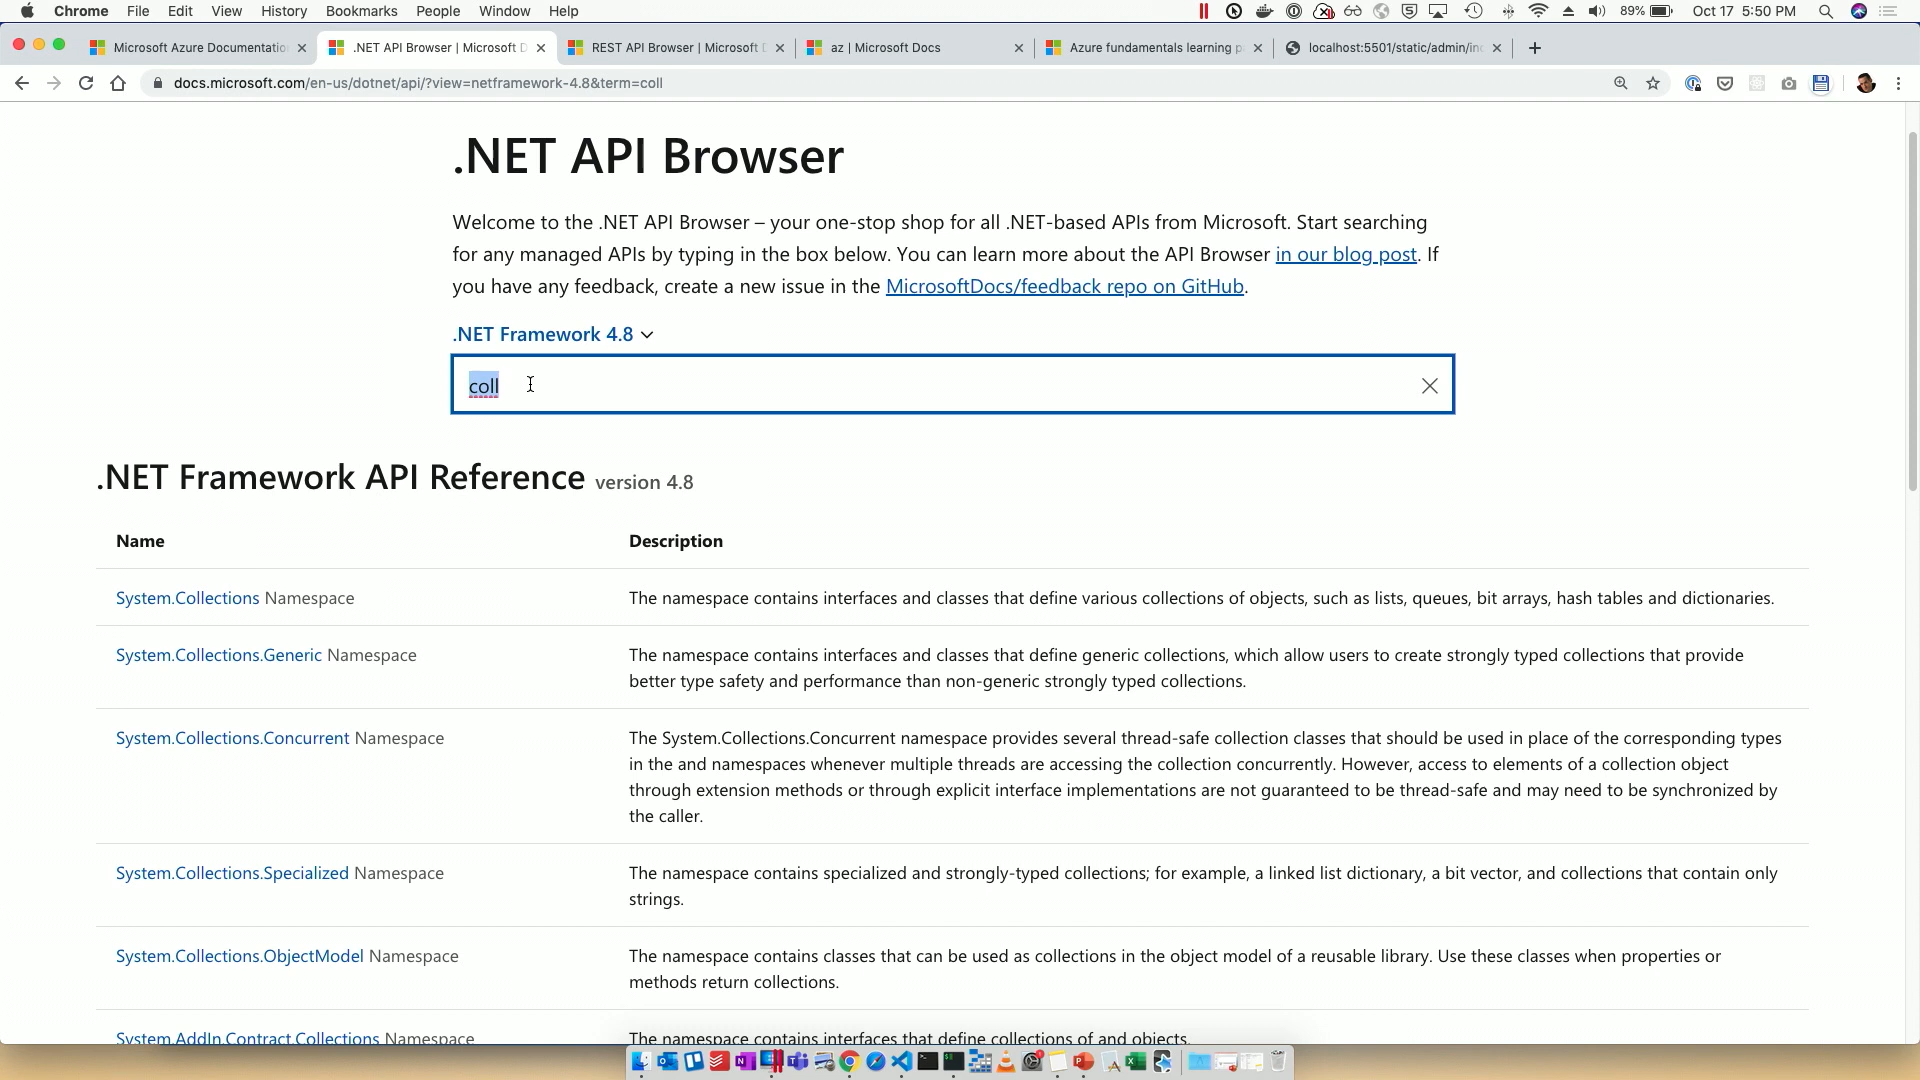 Chrome File Edit View History Bookmarks People Window Help 89% Oct 17 5:50 PM
Microsoft Azure Documentatio .NET API Browser | Microsoft D REST API Browser | Microsoft D az | Microsoft Docs Azure fundamentals learning p localhost:5501/static/admin/in
docs.microsoft.com/en-us/dotnet/api/?view=netframework-4.8&term=coll
.NET API Browser
Welcome to the .NET API Browser – your one-stop shop for all .NET-based APIs from Microsoft. Start searching
for any managed APIs by typing in the box below. You can learn more about the API Browser in our blog post. If
you have any feedback, create a new issue in the MicrosoftDocs/feedback repo on GitHub.
.NET Framework 4.8
coll
.NET Framework API Reference version 4.8
Name Description
System.Collections Namespace The namespace contains interfaces and classes that define various collections of objects, such as lists, queues, bit arrays, hash tables and dictionaries.
System.Collections.Generic Namespace The namespace contains interfaces and classes that define generic collections, which allow users to create strongly typed collections that provide
better type safety and performance than non-generic strongly typed collections.
System.Collections.Concurrent Namespace The System.Collections.Concurrent namespace provides several thread-safe collection classes that should be used in place of the corresponding types
in the and namespaces whenever multiple threads are accessing the collection concurrently. However, access to elements of a collection object
through extension methods or through explicit interface implementations are not guaranteed to be thread-safe and may need to be synchronized by
the caller.
System.Collections.Specialized Namespace The namespace contains specialized and strongly-typed collections; for example, a linked list dictionary, a bit vector, and collections that contain only
strings.
System.Collections.ObjectModel Namespace The namespace contains classes that can be used as collections in the object model of a reusable library. Use these classes when properties or
methods return collections.
System.AddIn.Contract.Collections Namespace The namespace contains interfaces that define collections of and objects.